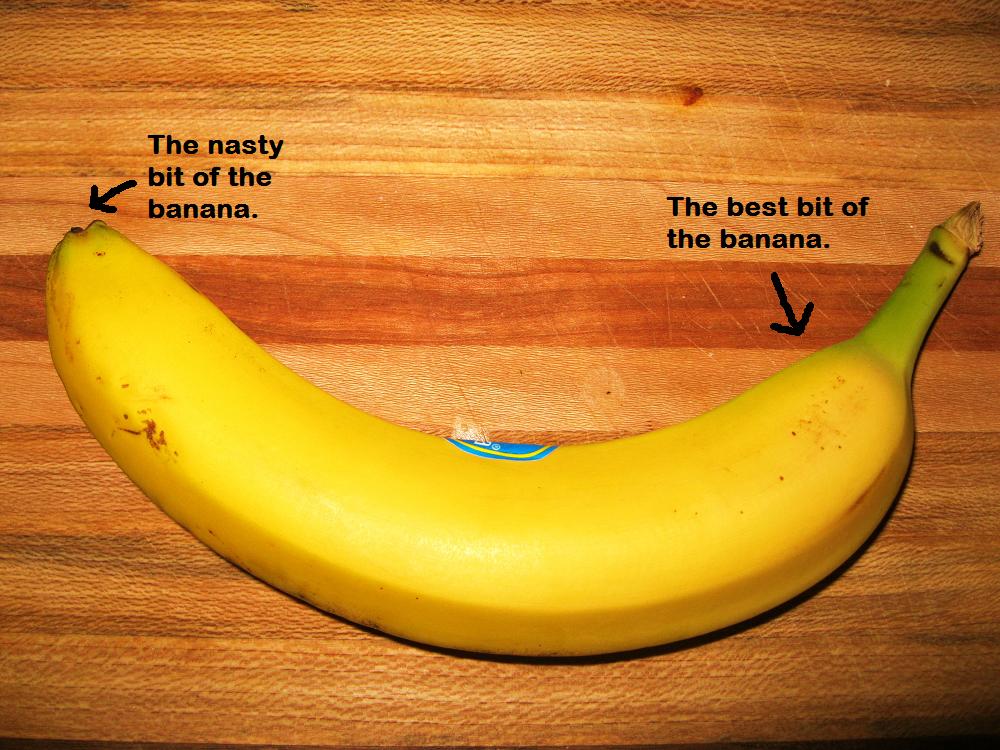 The nasty
bit of the
banana.
The best bit of
the banana.